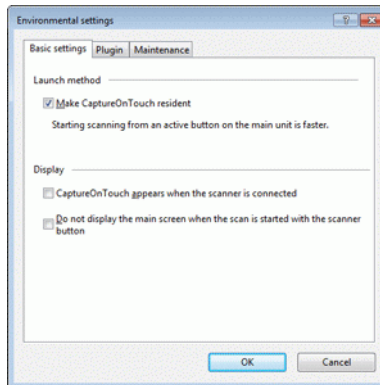 Environmental settings
Basic settings Plugin Maintenance
Launch method
Make CaptureOnTouch resident
Starting scanning from an active button on the main unit is faster.
Display
CaptureOnTouch appears when the scanner is connected
Do not display the main screen when the scan is started with the scanner
button
OK Cancel